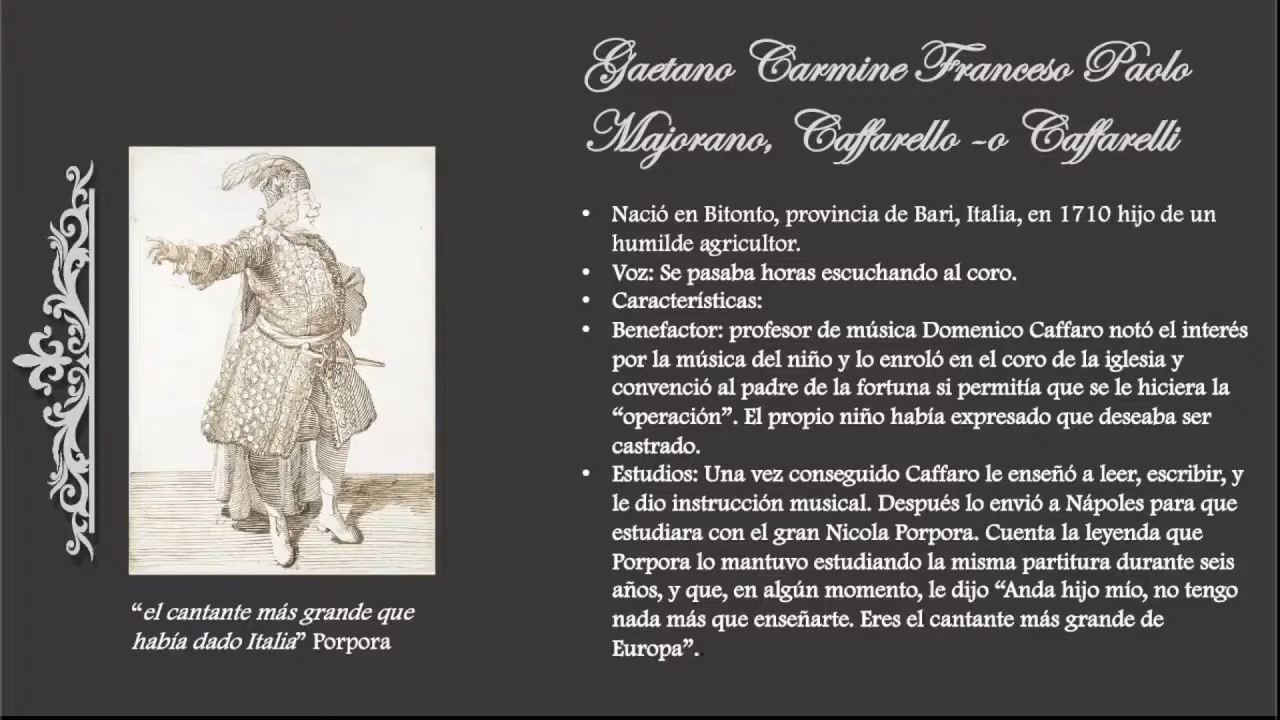 Gaetano Carmine Franceso Paolo
Majorano, Caffarello -o Caffarelli
• Nació en Bitonto, provincia de Bari, Italia, en 1710 hijo de un
humilde agricultor.
• Voz: Se pasaba horas escuchando al coro.
• Características:
• Benefactor: profesor de música Domenico Caffaro notó el interés
por la música del niño y lo enroló en el coro de la iglesia y
convenció al padre de la fortuna si permitía que se le hiciera la
“operación”. El propio niño había expresado que deseaba ser
castrado.
• Estudios: Una vez conseguido Caffaro le enseñó a leer, escribir, y
le dio instrucción musical. Después lo envió a Nápoles para que
estudiara con el gran Nicola Porpora. Cuenta la leyenda que
Porpora lo mantuvo estudiando la misma partitura durante seis
años, y que, en algún momento, le dijo “Anda hijo mío, no tengo
nada más que enseñarte. Eres el cantante más grande de
Europa”.
“el cantante más grande que
había dado Italia” Porpora